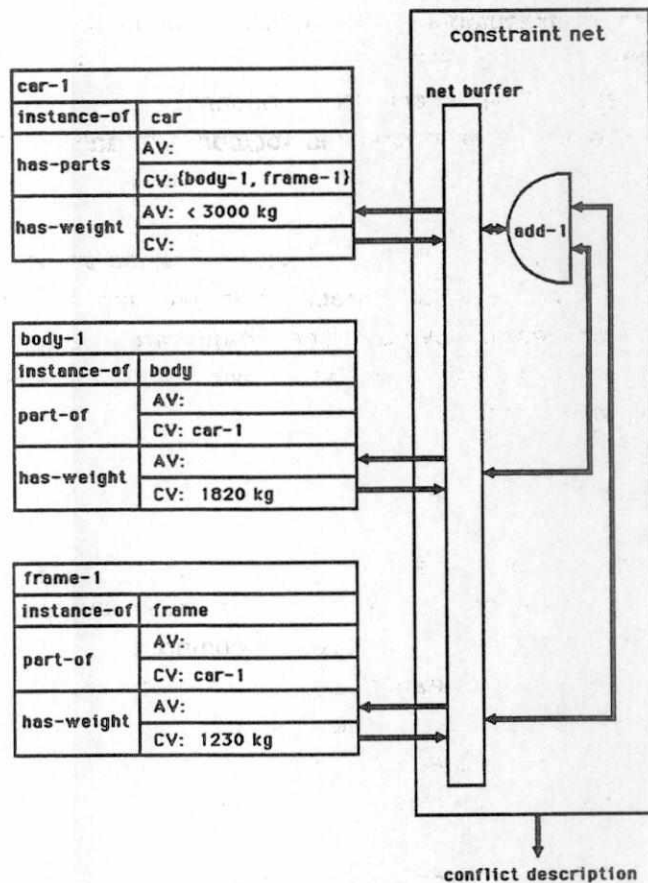 constraint net
net buffer
car-1
instance-of car
has-parts AV:
CV: {body-1, frame-1}
has-weight AV: < 3000 kg
CV:
add-1
body-1
instance-of body
part-of AV:
CV: car-1
has-weight AV:
CV: 1820 kg
frame-1
instance-of frame
part-of AV:
CV: car-1
has-weight AV:
CV: 1230 kg
conflict description